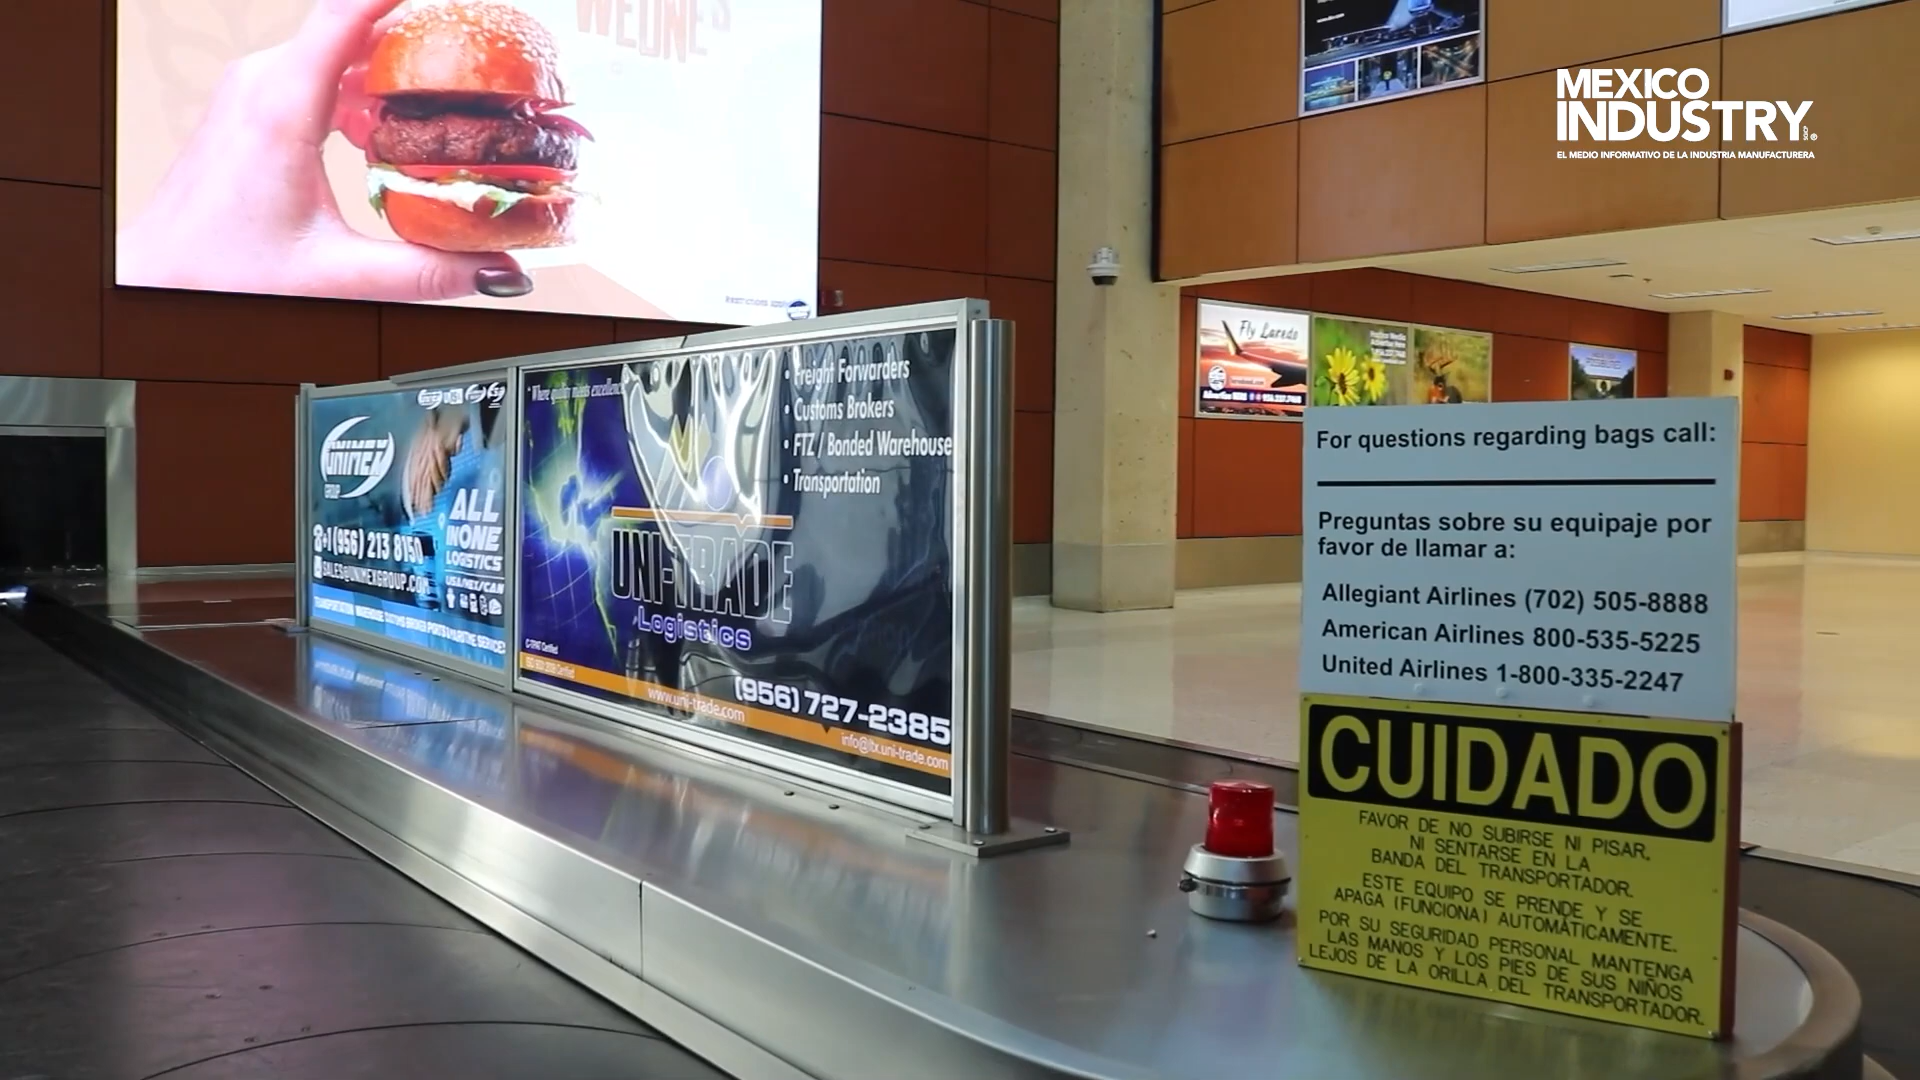 MEXICO
INDUSTRY
EL MEDIO INFORMATIVO DE LA INDUSTRIA MANUFACTURERA
Fly Laredo
UNIMEX
GROUP
ALL
INONE
LOGISTICS
USA/MEX/CAN
+1(956) 213 8150
SALES@UNIMEXGROUP.COM
"Where quality meets excellence
• Freight Forwarders
• Customs Brokers
• FTZ / Bonded Warehouse
• Transportation
UNI-TRADE
Logistics
(956) 727-2385
www.uni-trade.com
info@ltx.uni-trade.com
For questions regarding bags call:
Preguntas sobre su equipaje por
favor de llamar a:
Allegiant Airlines (702) 505-8888
American Airlines 800-535-5225
United Airlines 1-800-335-2247
CUIDADO
FAVOR DE NO SUBIRSE NI PISAR,
NI SENTARSE EN LA
BANDA DEL TRANSPORTADOR.
ESTE EQUIPO SE PRENDE Y SE
APAGA (FUNCIONA) AUTOMÁTICAMENTE.
POR SU SEGURIDAD PERSONAL MANTENGA
LAS MANOS Y LOS PIES DE SUS NIÑOS
LEJOS DE LA ORILLA DEL TRANSPORTADOR.